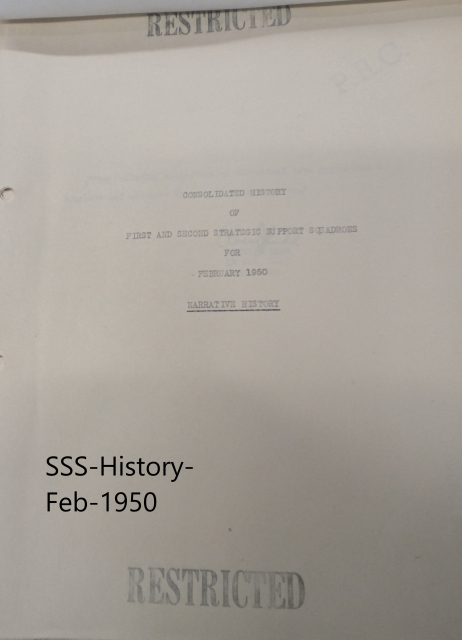 RESTRICTED
CONSOLIDATED HISTORY
OF
FIRST AND SECOND STRATEGIC SUPPORT SQUADRONS
FOR
FEBRUARY 1950
NARRATIVE HISTORY
SSS-History-
Feb-1950
RESTRICTED